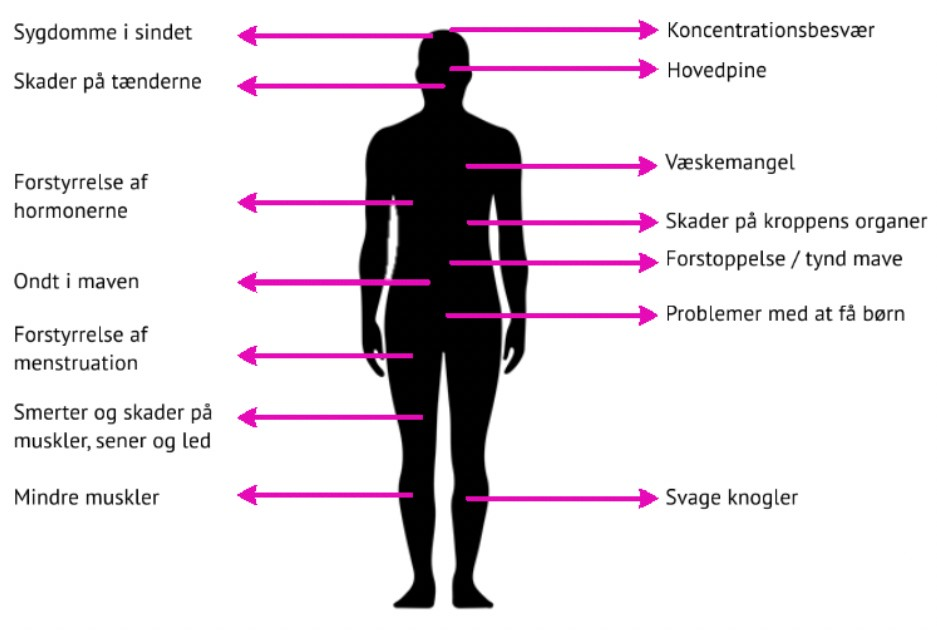 Sygdomme i sindet
Skader på tænderne
Forstyrrelse af
hormonerne
Ondt i maven
Forstyrrelse af
menstruation
Smerter og skader på
muskler, sener og led
Mindre muskler
Koncentrationsbesvær
Hovedpine
Væskemangel
Skader på kroppens organer
Forstoppelse / tynd mave
Problemer med at få børn
Svage knogler